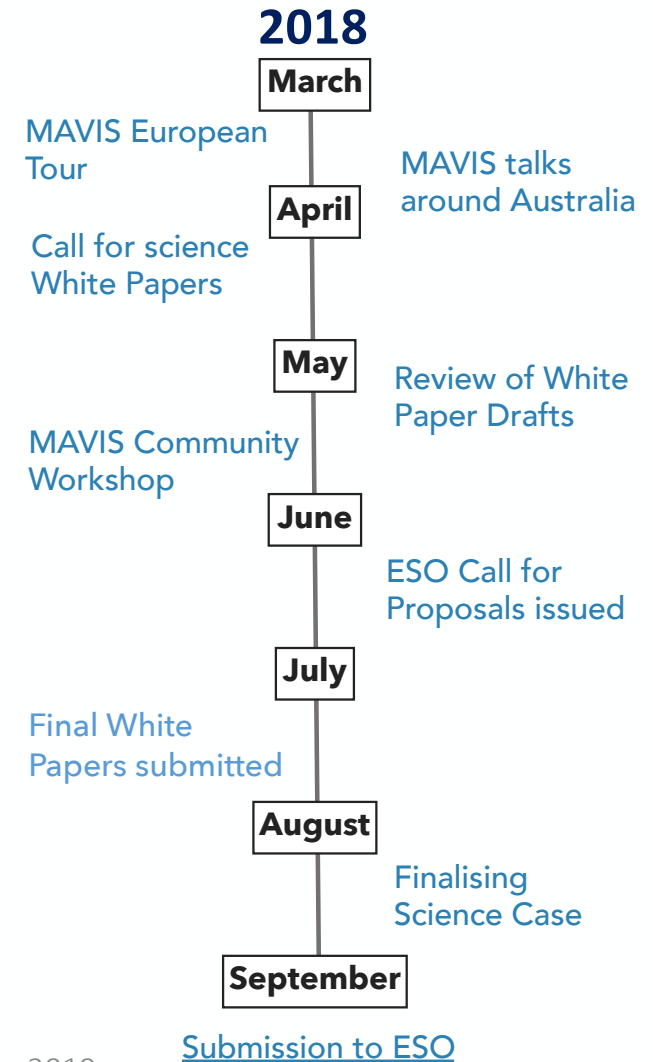 2018
March
MAVIS European
Tour
MAVIS talks
around Australia
April
Call for science
White Papers
May
Review of White
Paper Drafts
MAVIS Community
Workshop
June
ESO Call for
Proposals issued
July
Final White
Papers submitted
August
Finalising
Science Case
September
Submission to ESO